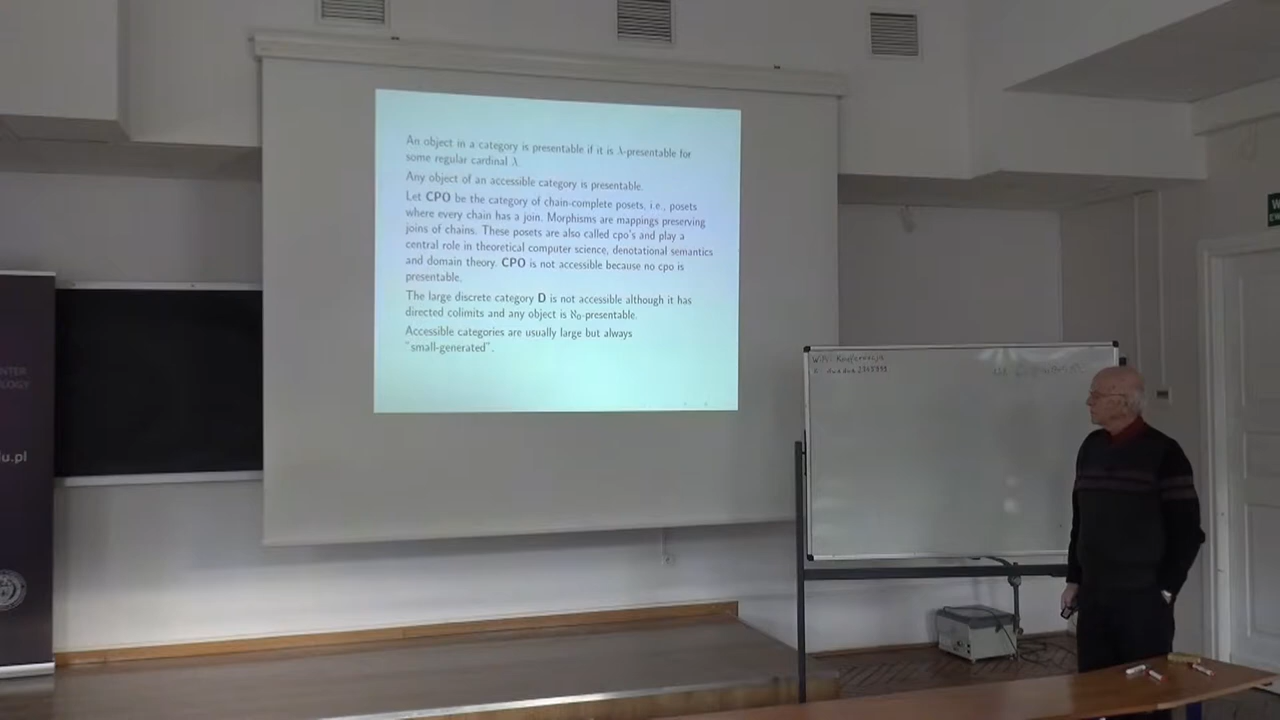 An object in a category is presentable if it is λ-presentable for
some regular cardinal λ.
Any object of an accessible category is presentable.
Let CPO be the category of chain-complete posets, i.e., posets
where every chain has a join. Morphisms are mappings preserving
joins of chains. These posets are also called cpo's and play a
central role in theoretical computer science, denotational semantics
and domain theory. CPO is not accessible because no cpo is
presentable.
The large discrete category D is not accessible although it has
directed colimits and any object is ℵ₀-presentable.
Accessible categories are usually large but always
"small-generated".
NTER
OLOGY
u.pl
Konferencja
W